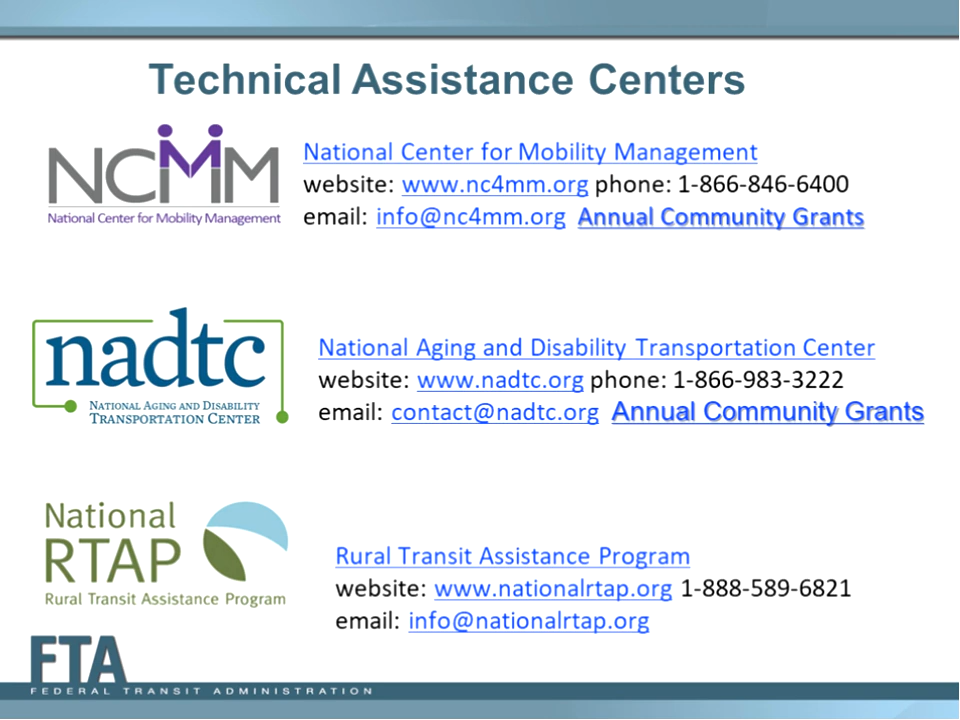 Technical Assistance Centers
NCMM
National Center for Mobility Management
National Center for Mobility Management
website: www.nc4mm.org phone: 1-866-846-6400
email: info@nc4mm.org Annual Community Grants
nadtc
National Aging and Disability
Transportation Center
National Aging and Disability Transportation Center
website: www.nadtc.org phone: 1-866-983-3222
email: contact@nadtc.org Annual Community Grants
National
RTAP
Rural Transit Assistance Program
Rural Transit Assistance Program
website: www.nationalrtap.org 1-888-589-6821
email: info@nationalrtap.org
FTA
FEDERAL TRANSIT ADMINISTRATION